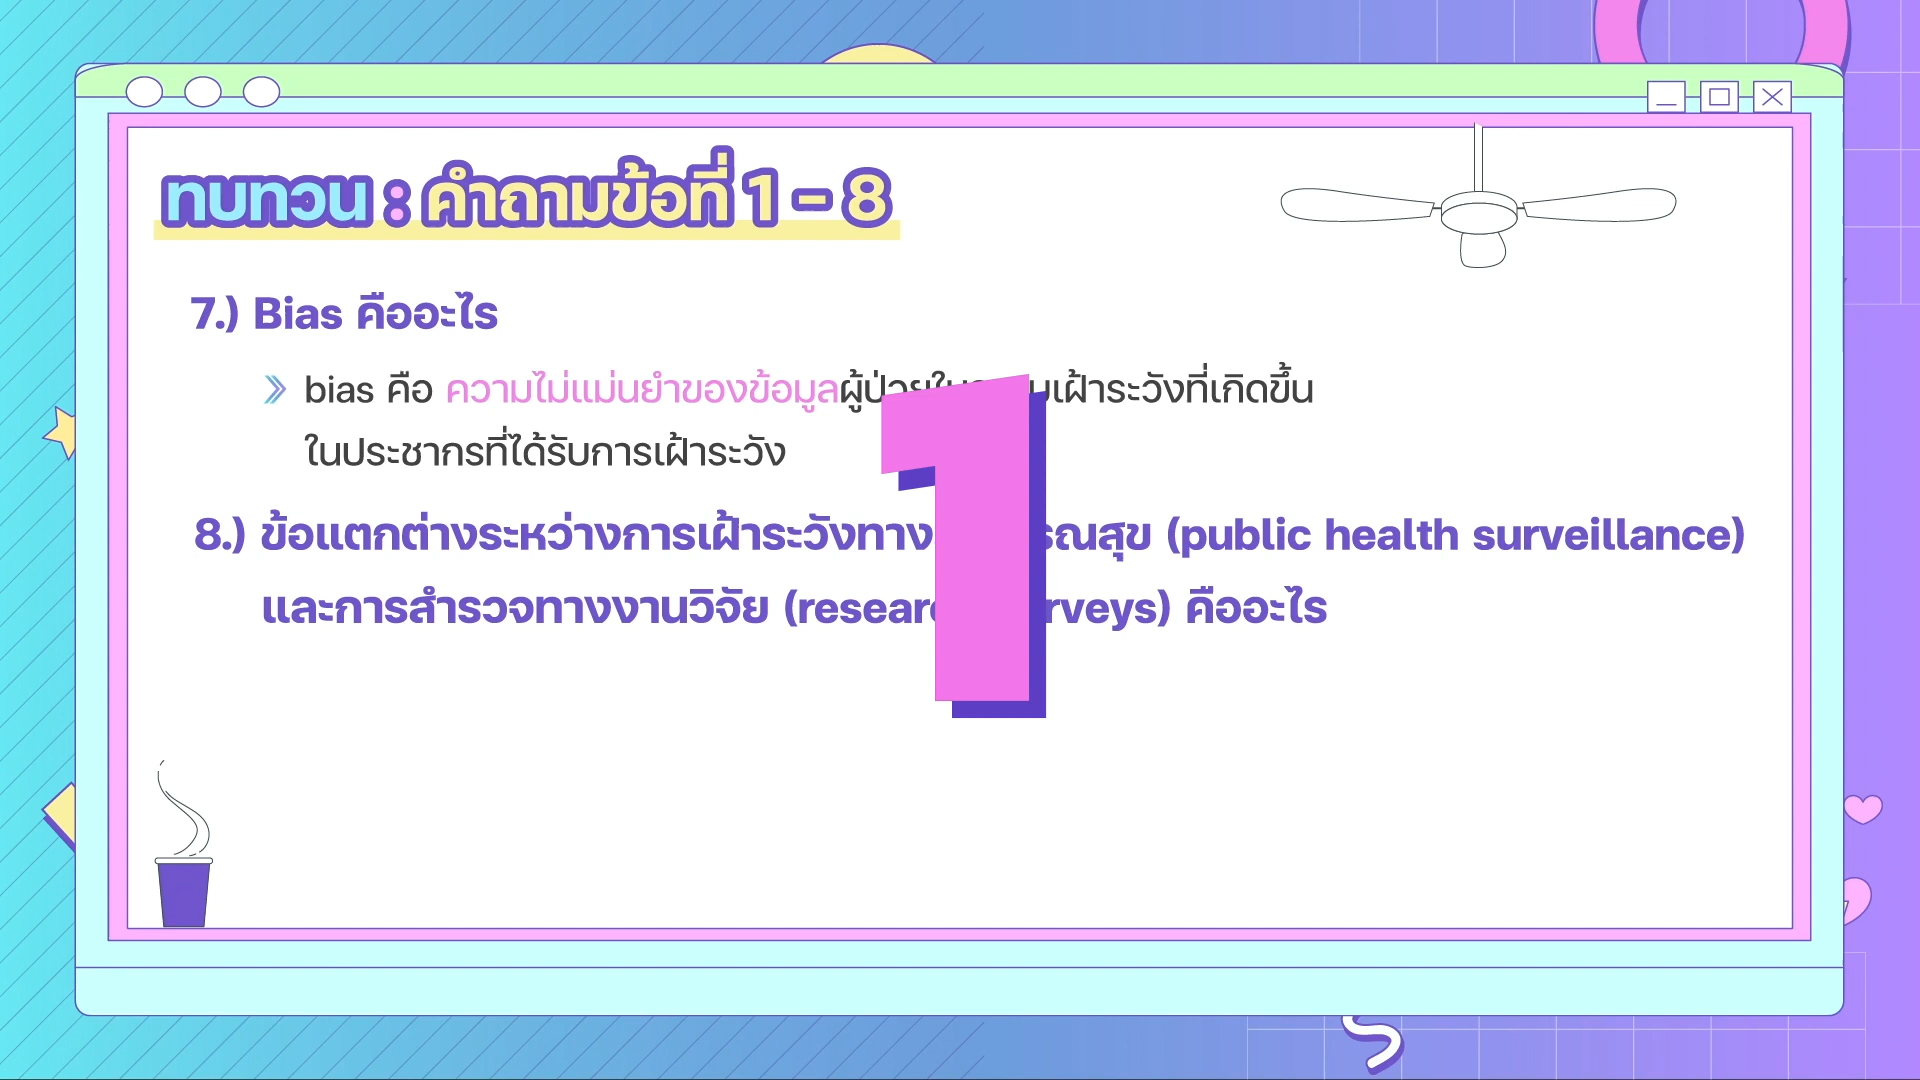 ทบทวน : คำถามข้อที่ 1 – 8
7.) Bias คืออะไร
bias คือ ความไม่แม่นยำของข้อมูลผู้ป่วย เฝ้าระวังที่เกิดขึ้น
ในประชากรที่ได้รับการเฝ้าระวัง
8.) ข้อแตกต่างระหว่างการเฝ้าระวังทาง (public health surveillance)
และการสำรวจทางงานวิจัย คืออะไร
1